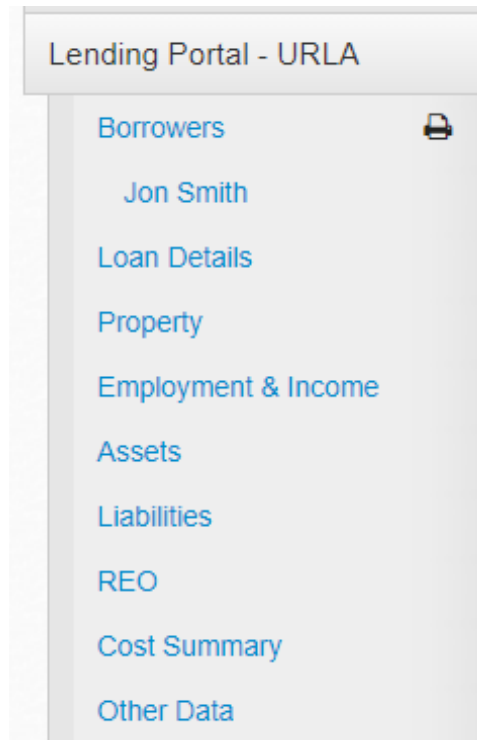 Lending Portal - URLA
Borrowers
Jon Smith
Loan Details
Property
Employment & Income
Assets
Liabilities
REO
Cost Summary
Other Data